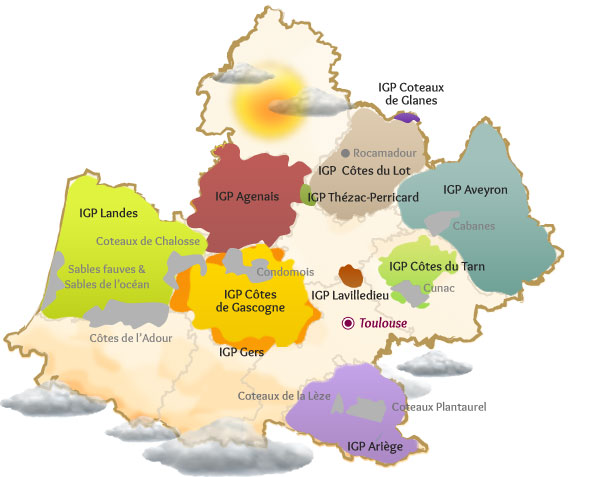 IGP Coteaux
de Glanes
Rocamadour
IGP Côtes du Lot
IGP Agenais
IGP Thézac-Perricard
IGP Aveyron
IGP Landes
Cabanes
Coteaux de Chalosse
Sables fauves &
Sables de l'océan
Condomois
IGP Côtes du Tarn
IGP Côtes
de Gascogne
IGP Lavilledieu
Cunac
Toulouse
Côtes de l'Adour
IGP Gers
Coteaux de la Lèze
Coteaux Plantaurel
IGP Ariège